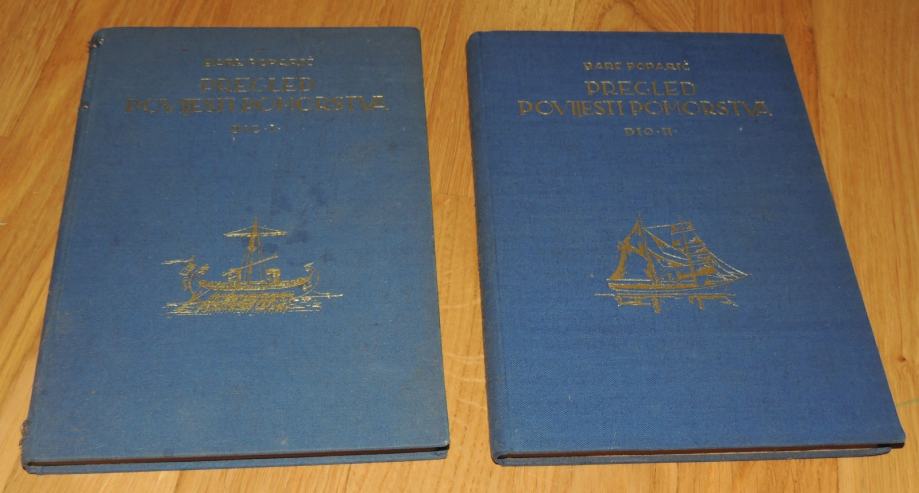 BARE POPARIĆ
PREGLED
POVIJESTI POMORSTVA
DIO · I ·
BARE POPARIĆ
PREGLED
POVIJESTI POMORSTVA
DIO · II ·